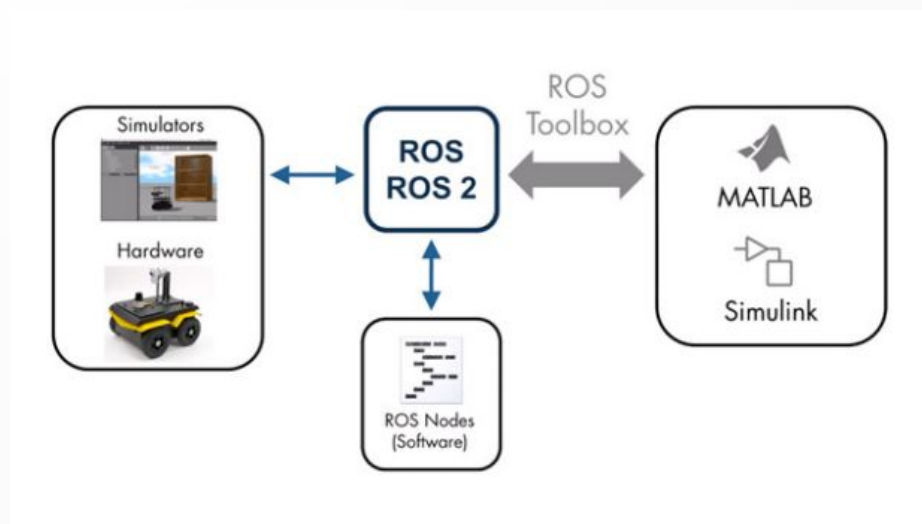 Simulators
Hardware
ROS
ROS 2
ROS
Toolbox
MATLAB
Simulink
ROS Nodes
(Software)